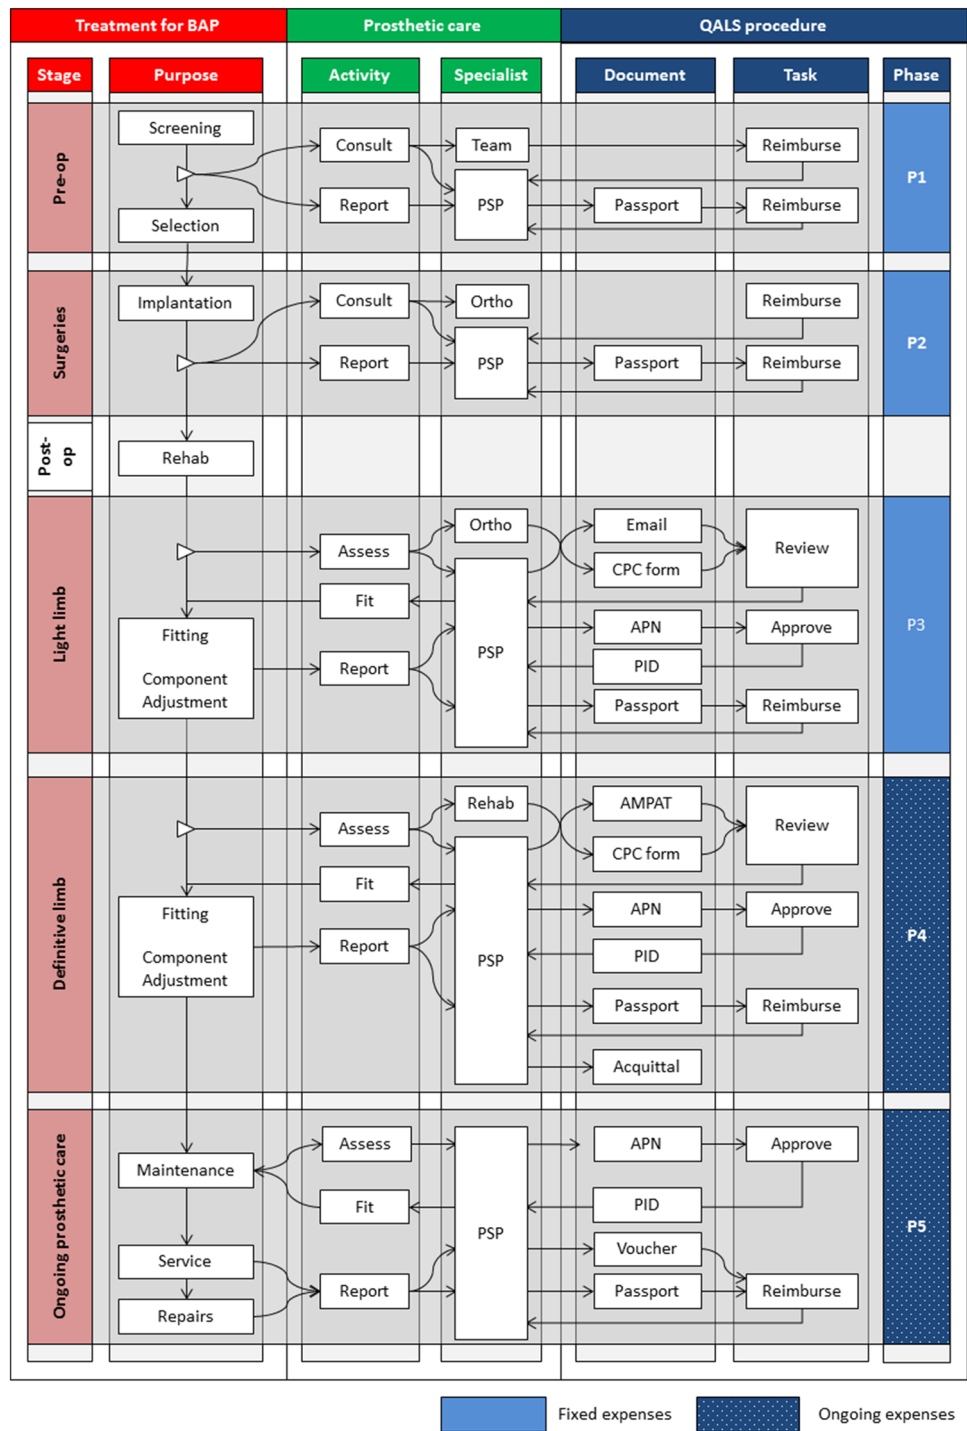 Treatment for BAP
Prosthetic care
QALS procedure
Stage
Purpose
Activity
Specialist
Document
Task
Phase
Pre-op
Screening
Selection
Consult
Report
Team
PSP
Passport
Reimburse
Reimburse
P1
Surgeries
Implantation
Consult
Report
Ortho
PSP
Passport
Reimburse
Reimburse
P2
Post-
op
Rehab
Light limb
Fitting
Component
Adjustment
Assess
Fit
Report
Ortho
PSP
Email
CPC form
APN
PID
Passport
Review
Approve
Reimburse
P3
Definitive limb
Fitting
Component
Adjustment
Assess
Fit
Report
Rehab
PSP
AMPAT
CPC form
APN
PID
Passport
Acquittal
Review
Approve
Reimburse
P4
Ongoing prosthetic care
Maintenance
Service
Repairs
Assess
Fit
Report
PSP
APN
PID
Voucher
Passport
Approve
Reimburse
P5
Fixed expenses
Ongoing expenses